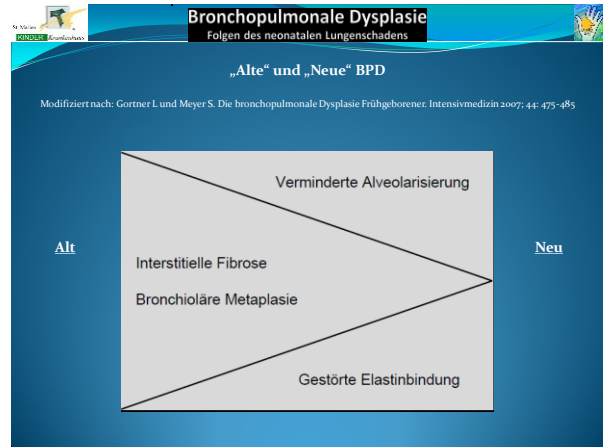 Bronchopulmonale Dysplasie
Folgen des neonatalen Lungenschadens
St. Marien
KINDER Krankenhaus
„Alte“ und „Neue“ BPD
Modifiziert nach: Gortner L und Meyer S. Die bronchopulmonale Dysplasie Frühgeborener. Intensivmedizin 2007; 44: 475-485
Verminderte Alveolarisierung
Alt
Neu
Interstitielle Fibrose
Bronchioläre Metaplasie
Gestörte Elastinbindung